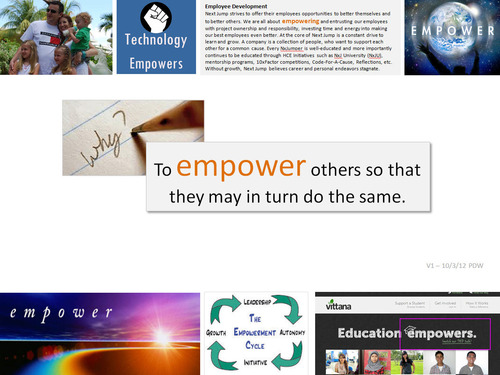 Technology
Empowers
Employee Development
Next Jump strives to offer their employees opportunities to better themselves and
to better others. We are all about empowering and entrusting our employees
with project ownership and responsibility, investing time and energy into making
our best employees even better. At the core of Next Jump is a constant drive to
learn and grow. A company is a collection of people, who want to support each
other for a common cause. Every NxJumper is well-educated and more importantly
continues to be educated through HCE Initiatives such as NxJ University (NxJU),
mentorship programs, 10xFactor competitions, Code-For-A-Cause, Reflections, etc.
Without growth, Next Jump believes career and personal endeavors stagnate.
EMPOWER
Why?
To empower others so that
they may in turn do the same.
V1 – 10/3/12 PDW
empower
LEADERSHIP
GROWTH
THE
EMPOWERMENT
CYCLE
AUTONOMY
INITIATIVE
vittana
Support a Student
Get Involved
How It Works
Education empowers.